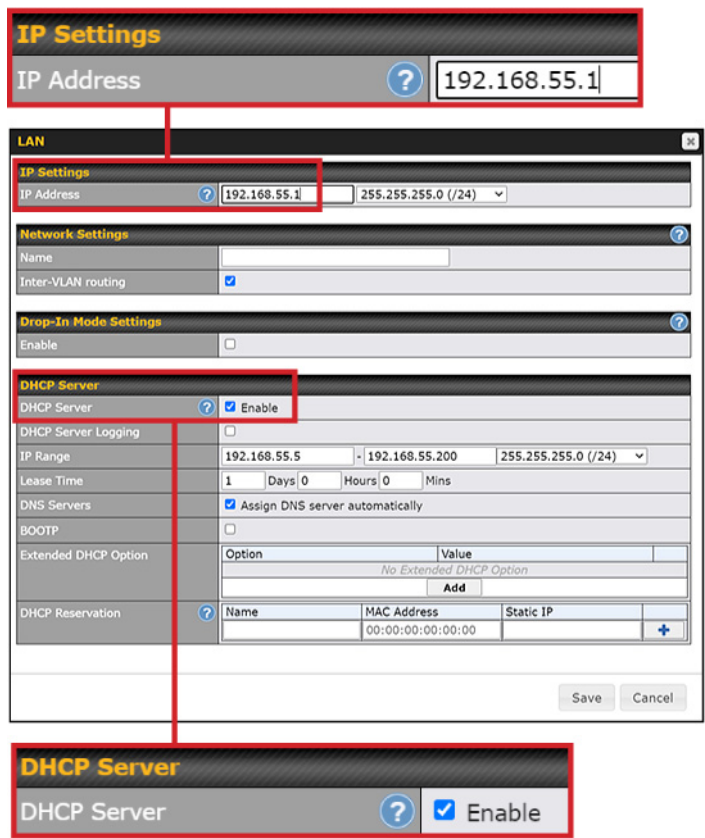 IP Settings
IP Address ? 192.168.55.1
LAN x
IP Settings
IP Address ? 192.168.55.1 255.255.255.0 (/24)
Network Settings ?
Name
Inter-VLAN routing
Drop-In Mode Settings ?
Enable
DHCP Server
DHCP Server ? Enable
DHCP Server Logging
IP Range 192.168.55.5 - 192.168.55.200 255.255.255.0 (/24)
Lease Time 1 Days 0 Hours 0 Mins
DNS Servers Assign DNS server automatically
BOOTP
Extended DHCP Option Option Value
No Extended DHCP Option
Add
DHCP Reservation ? Name MAC Address Static IP
00:00:00:00:00:00 +
Save Cancel
DHCP Server
DHCP Server ? Enable